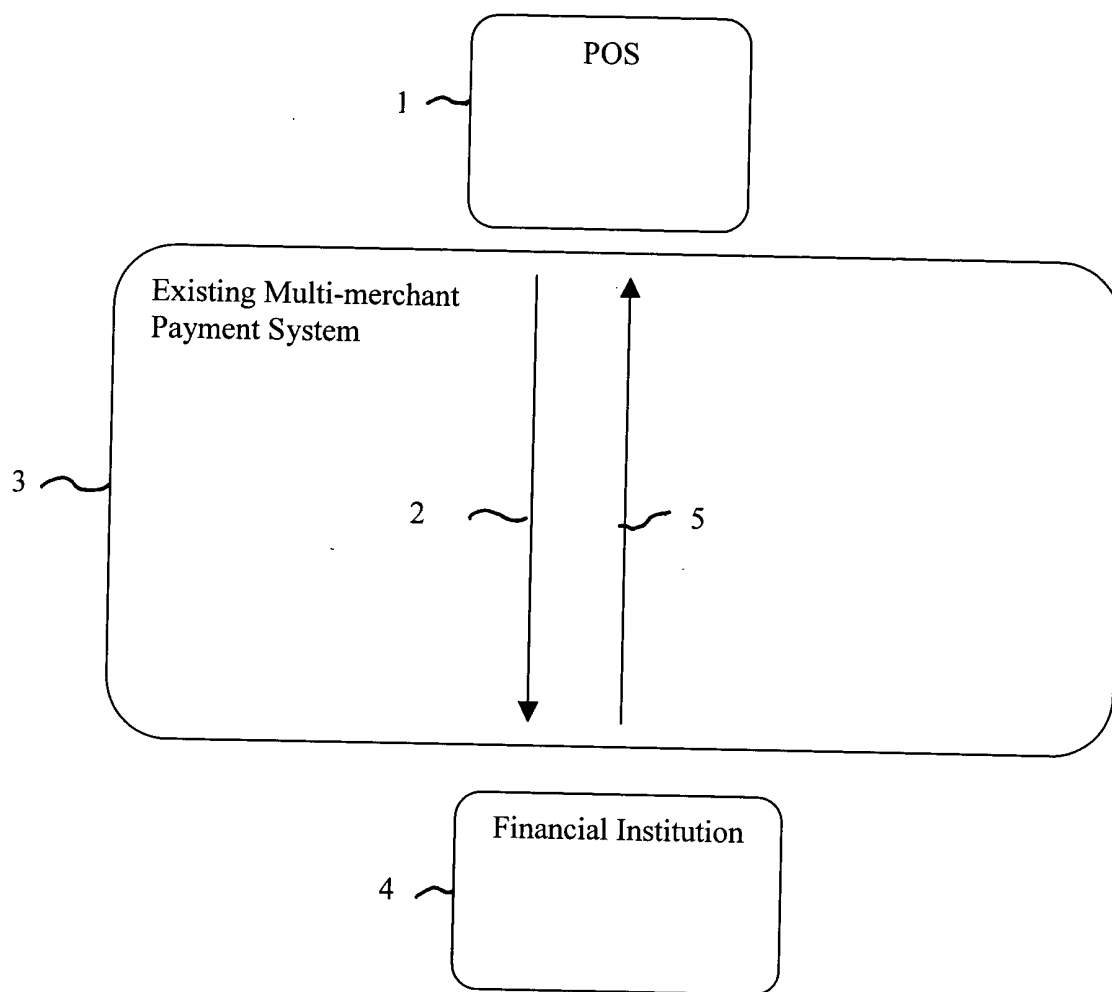 POS
1
Existing Multi-merchant
Payment System
3
2
5
Financial Institution
4